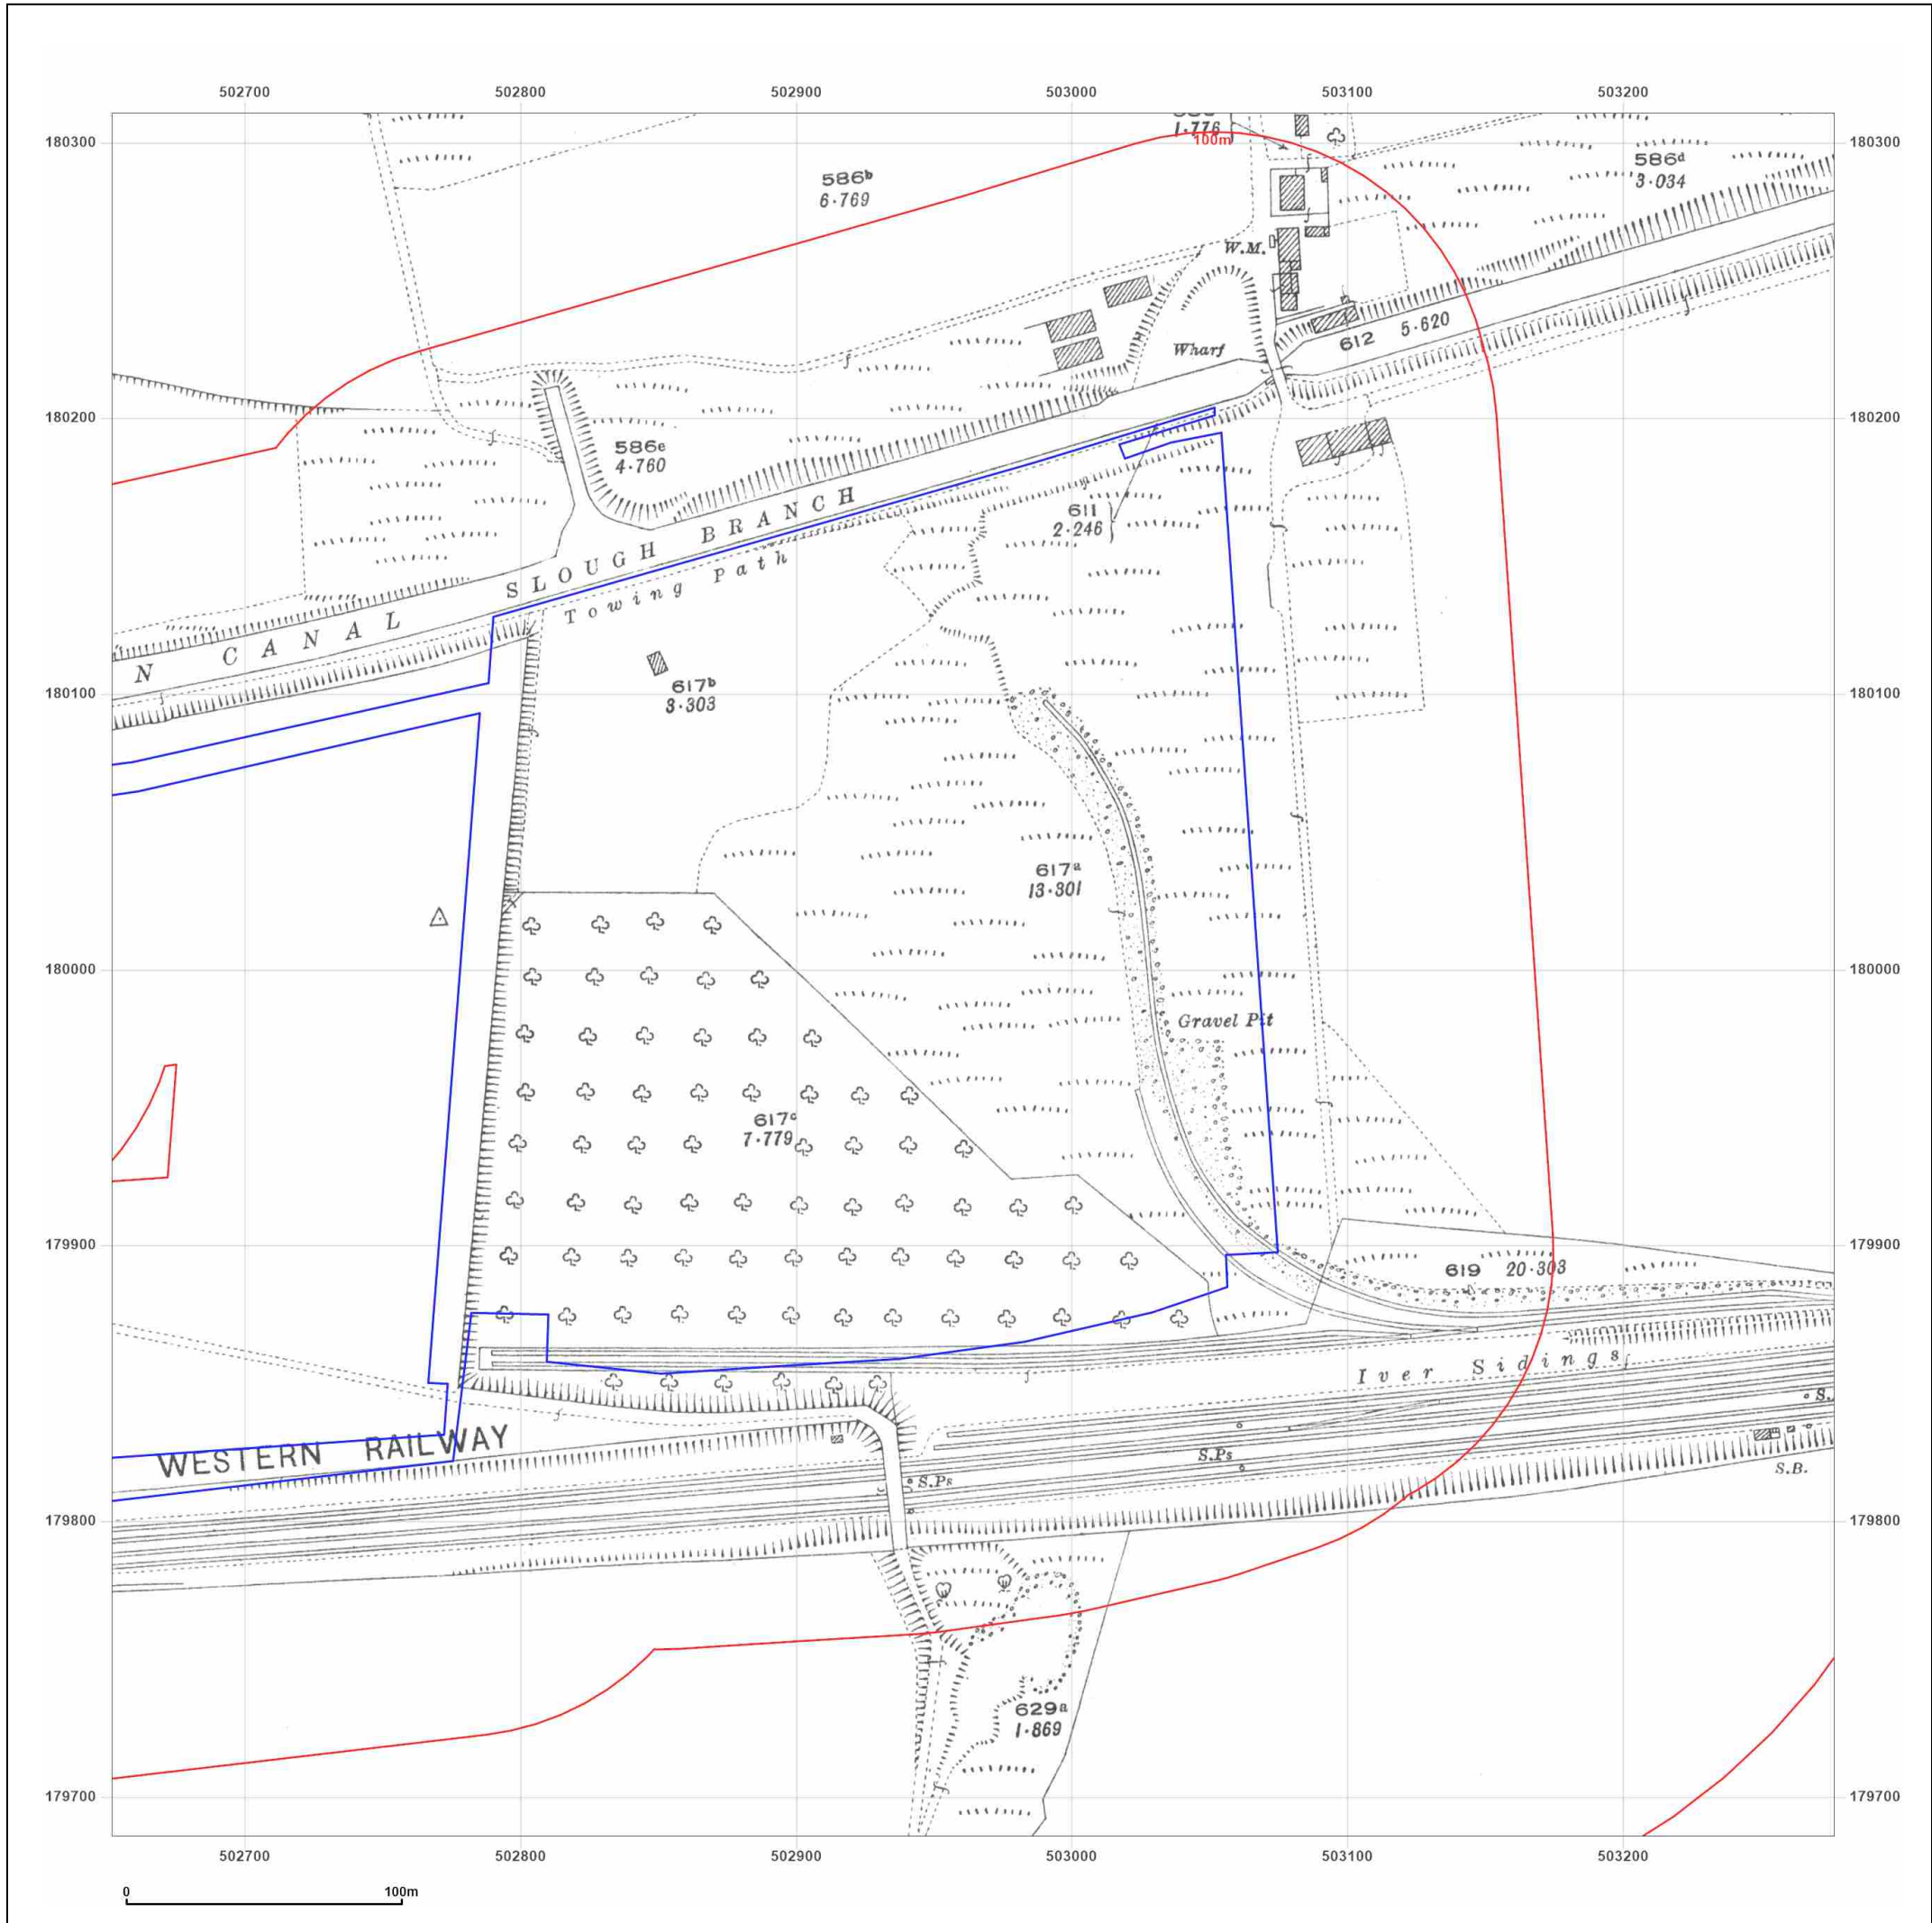 502700 502800 502900 503000 503100 503200
180300 180300
1·776
100m
586ᵇ
6·769
586ᵈ
3·034
W.M.
Wharf
612 5·620
180200 180200
586e
4·760
611
2·246
SLOUGH BRANCH
Towing Path
N CANAL
617ᵇ
3·303
180100 180100
617ª
13·301
180000 180000
Gravel Pit
617ᶜ
7·779
179900 179900
619 20·303
Iver Sidings
S.
WESTERN RAILWAY
S.Ps
S.Ps
S.B.
179800 179800
629ª
1·869
179700 179700
502700 502800 502900 503000 503100 503200
0 100m